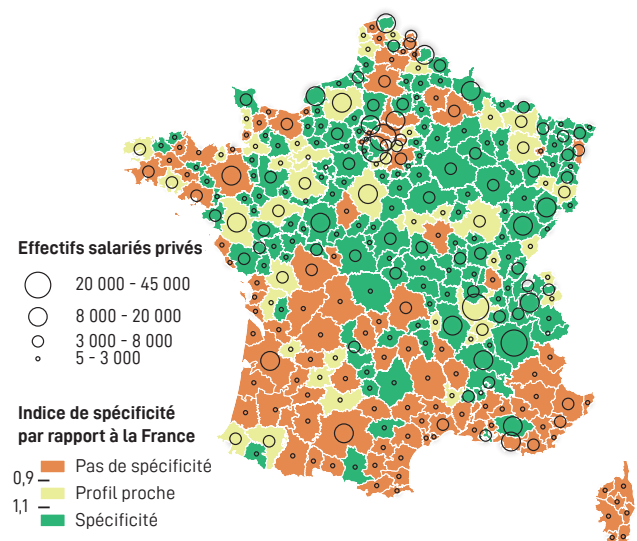 Effectifs salariés privés
20 000 - 45 000
8 000 - 20 000
3 000 - 8 000
5 - 3 000
Indice de spécificité
par rapport à la France
Pas de spécificité
0,9
Profil proche
1,1
Spécificité